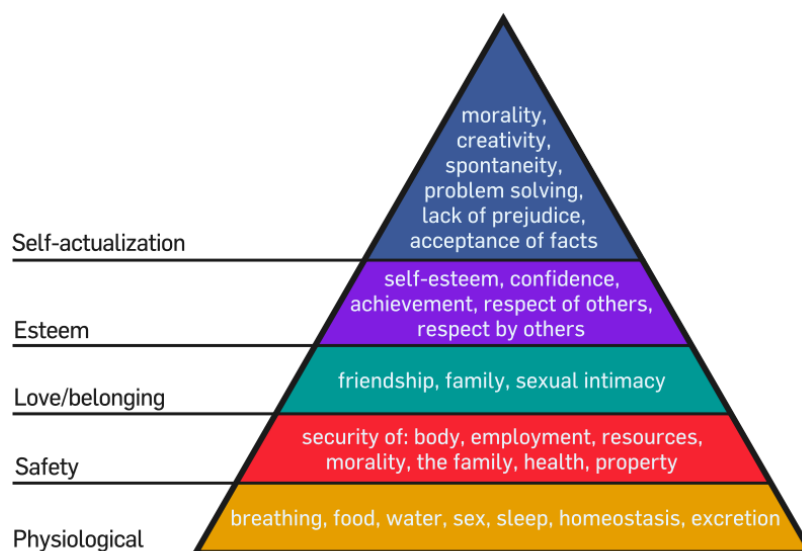 morality,
creativity,
spontaneity,
problem solving,
lack of prejudice,
acceptance of facts
Self-actualization
self-esteem, confidence,
achievement, respect of others,
respect by others
Esteem
friendship, family, sexual intimacy
Love/belonging
security of: body, employment, resources,
morality, the family, health, property
Safety
breathing, food, water, sex, sleep, homeostasis, excretion
Physiological